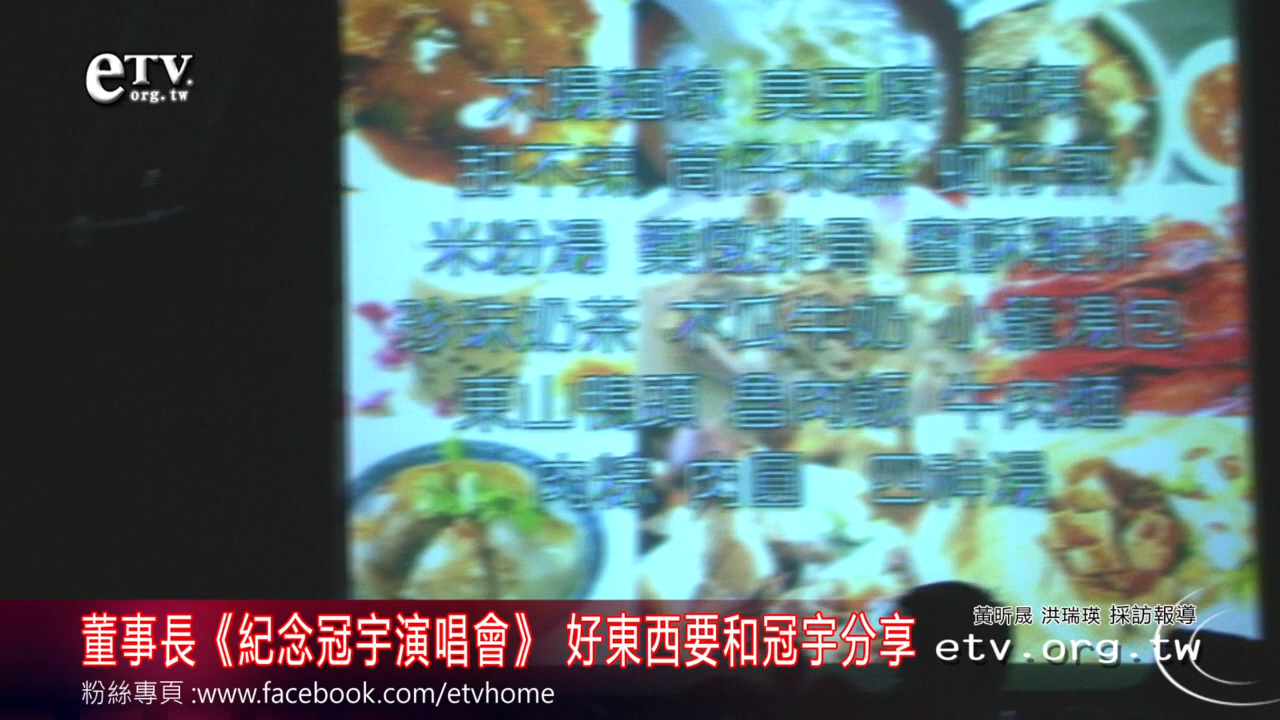 eTV.
org.tw
大腸麵線 臭豆腐
甜不辣 筒仔米糕 蚵仔煎
米粉湯 藥燉排骨 雞排
珍珠奶茶 木瓜牛奶 小籠湯包
東山鴨頭 魯肉飯 牛肉麵
肉圓 四神湯
董事長《紀念冠宇演唱會》 好東西要和冠宇分享
黃昕晟 洪瑞瑛 採訪報導
etv.org.tw
粉絲專頁 :www.facebook.com/etvhome